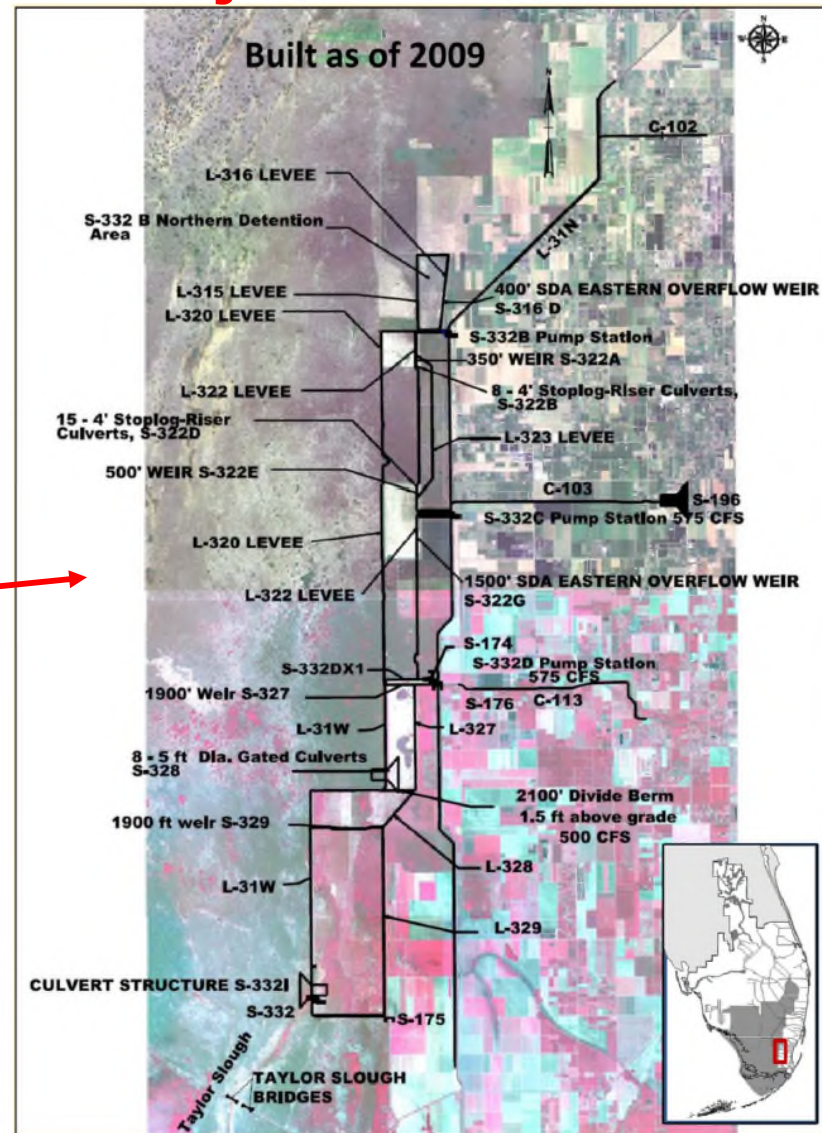 Built as of 2009
N
W
E
S
N
C-102
L-316 LEVEE
S-332 B Northern Detention
Area
L-31N
L-315 LEVEE
400' SDA EASTERN OVERFLOW WEIR
S-316 D
L-320 LEVEE
S-332B Pump Station
350' WEIR S-322A
L-322 LEVEE
8 - 4' Stoplog-Riser Culverts,
S-322B
15 - 4' Stoplog-Riser
Culverts, S-322D
L-323 LEVEE
500' WEIR S-322E
C-103
S-196
S-332C Pump Station 575 CFS
L-320 LEVEE
L-322 LEVEE
1500' SDA EASTERN OVERFLOW WEIR
S-322G
S-174
S-332DX1
S-332D Pump Station
575 CFS
1900' Weir S-327
S-176
C-113
L-31W
L-327
8 - 5 ft Dia. Gated Culverts
S-328
2100' Divide Berm
1.5 ft above grade
500 CFS
1900 ft weir S-329
L-328
L-31W
L-329
CULVERT STRUCTURE S-332I
S-332
S-175
Taylor Slough
TAYLOR SLOUGH
BRIDGES